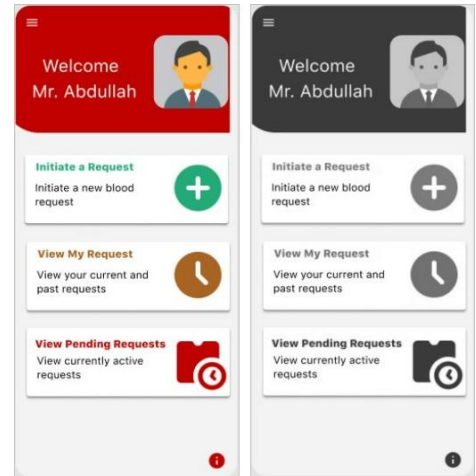 Welcome
Mr. Abdullah
Initiate a Request
Initiate a new blood
request
View My Request
View your current and
past requests
View Pending Requests
View currently active
requests
Welcome
Mr. Abdullah
Initiate a Request
Initiate a new blood
request
View My Request
View your current and
past requests
View Pending Requests
View currently active
requests